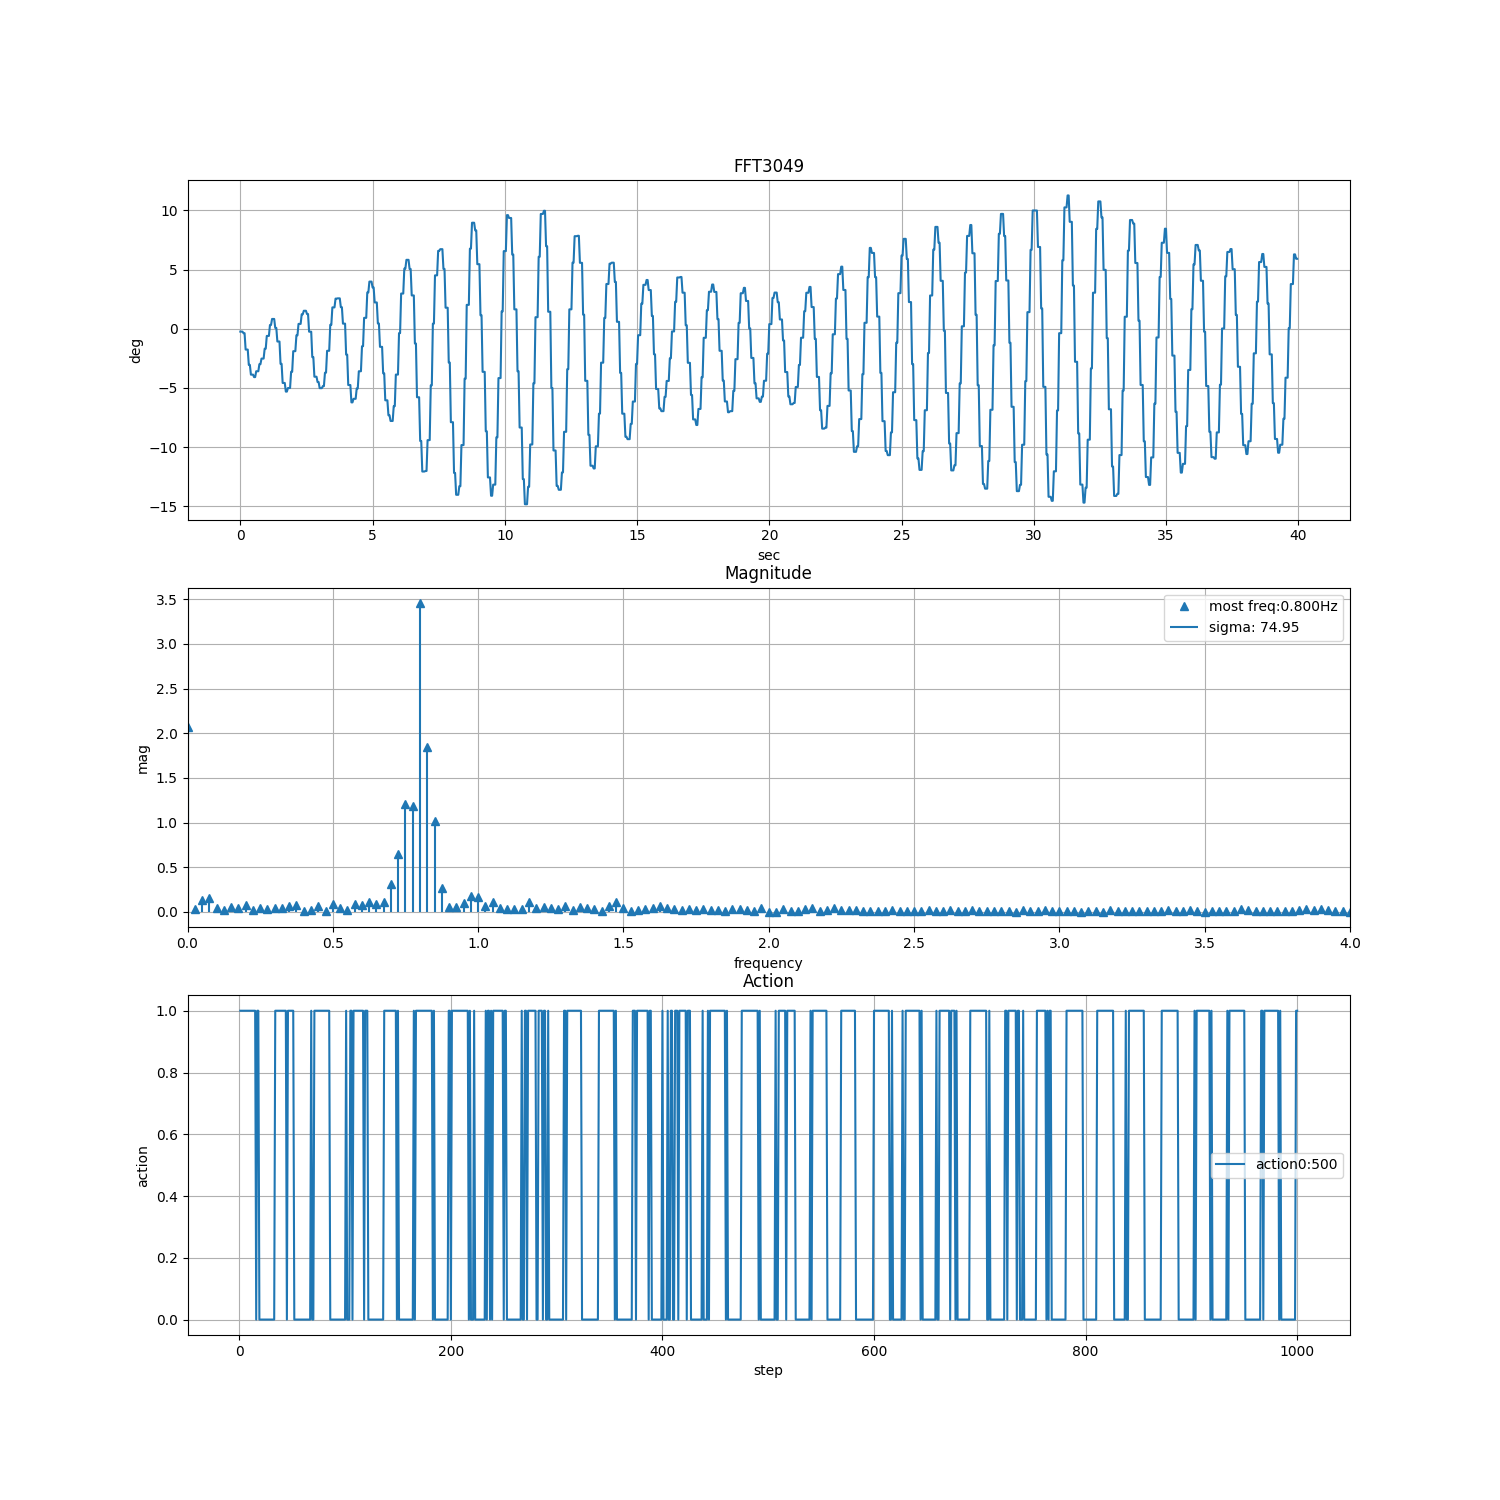 FFT3049
10
5
0
−5
−10
−15
deg
0 5 10 15 20 25 30 35 40
sec
Magnitude
3.5
3.0
2.5
2.0
1.5
1.0
0.5
0.0
mag
most freq:0.800Hz
sigma: 74.95
0.0 0.5 1.0 1.5 2.0 2.5 3.0 3.5 4.0
frequency
Action
1.0
0.8
0.6
0.4
0.2
0.0
action
action0:500
0 200 400 600 800 1000
step